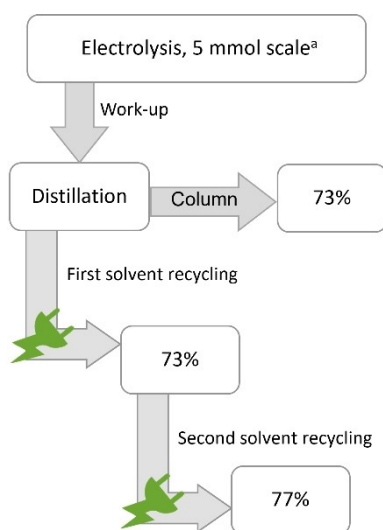 Electrolysis, 5 mmol scaleᵃ
Work-up
Distillation
Column
73%
First solvent recycling
73%
Second solvent recycling
77%